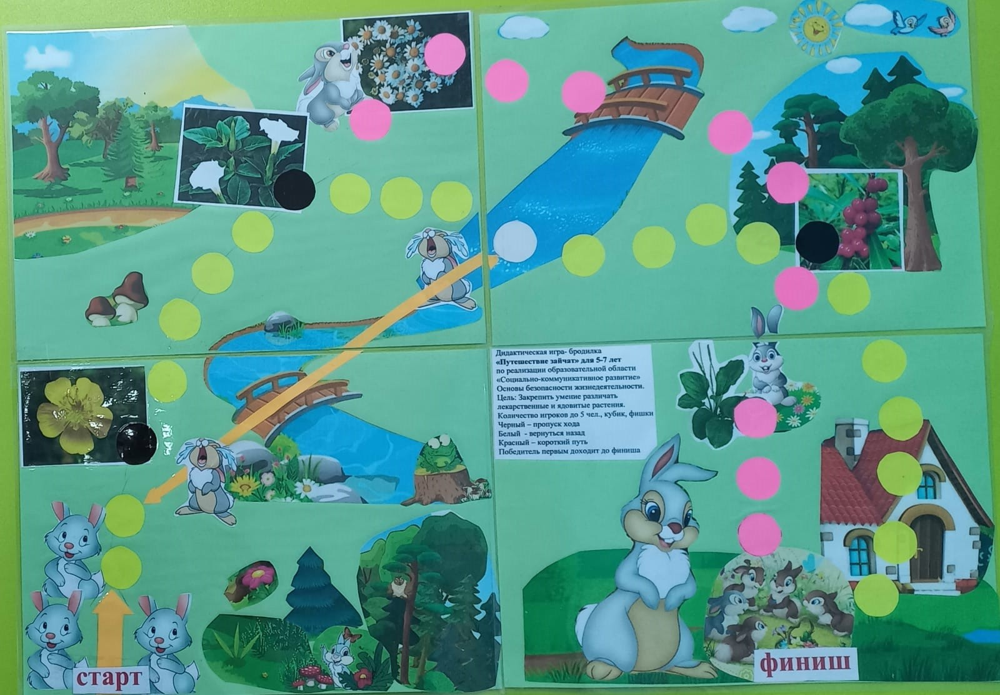 Дидактическая игра- бродилка
«Путешествие зайчат» для 5-7 лет
по реализации образовательной области
«Социально-коммуникативное развитие»
Основы безопасности жизнедеятельности.
Цель: Закрепить умение различать
лекарственные и ядовитые растения.
Количество игроков до 5 чел., кубик, фишки
Черный – пропуск хода
Белый - вернуться назад
Красный – короткий путь
Победитель первым доходит до финиша
старт
финиш